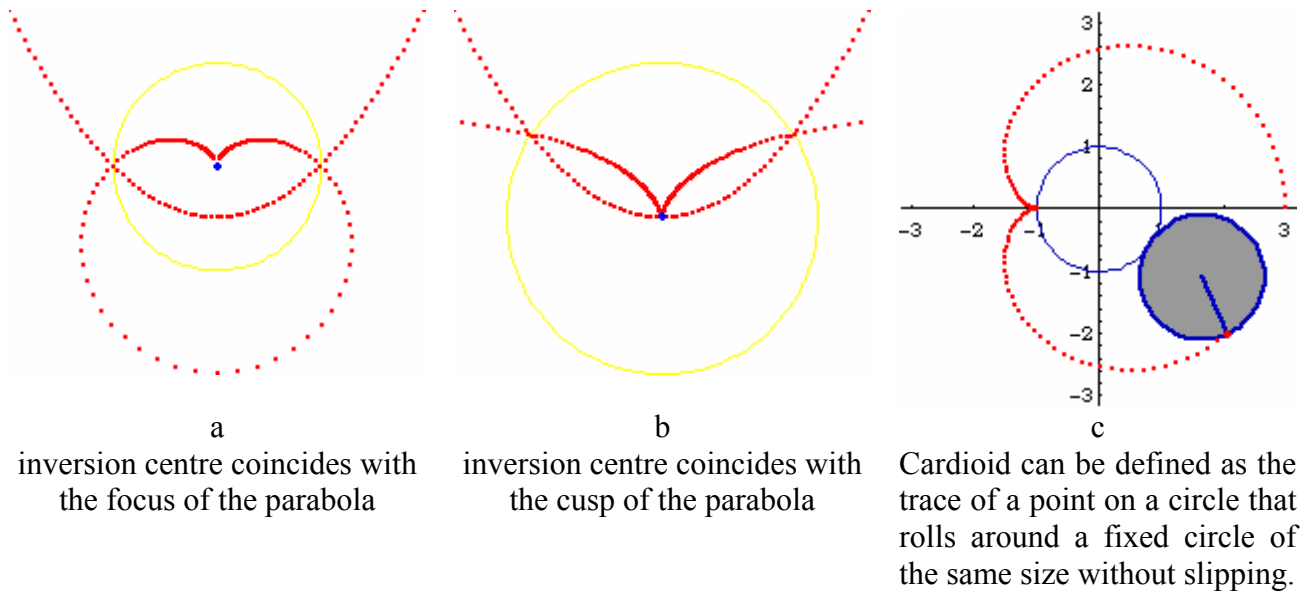 3
2
1
-3
-2
-1
3
-1
-2
-3
a
inversion centre coincides with
the focus of the parabola
b
inversion centre coincides with
the cusp of the parabola
c
Cardioid can be defined as the
trace of a point on a circle that
rolls around a fixed circle of
the same size without slipping.